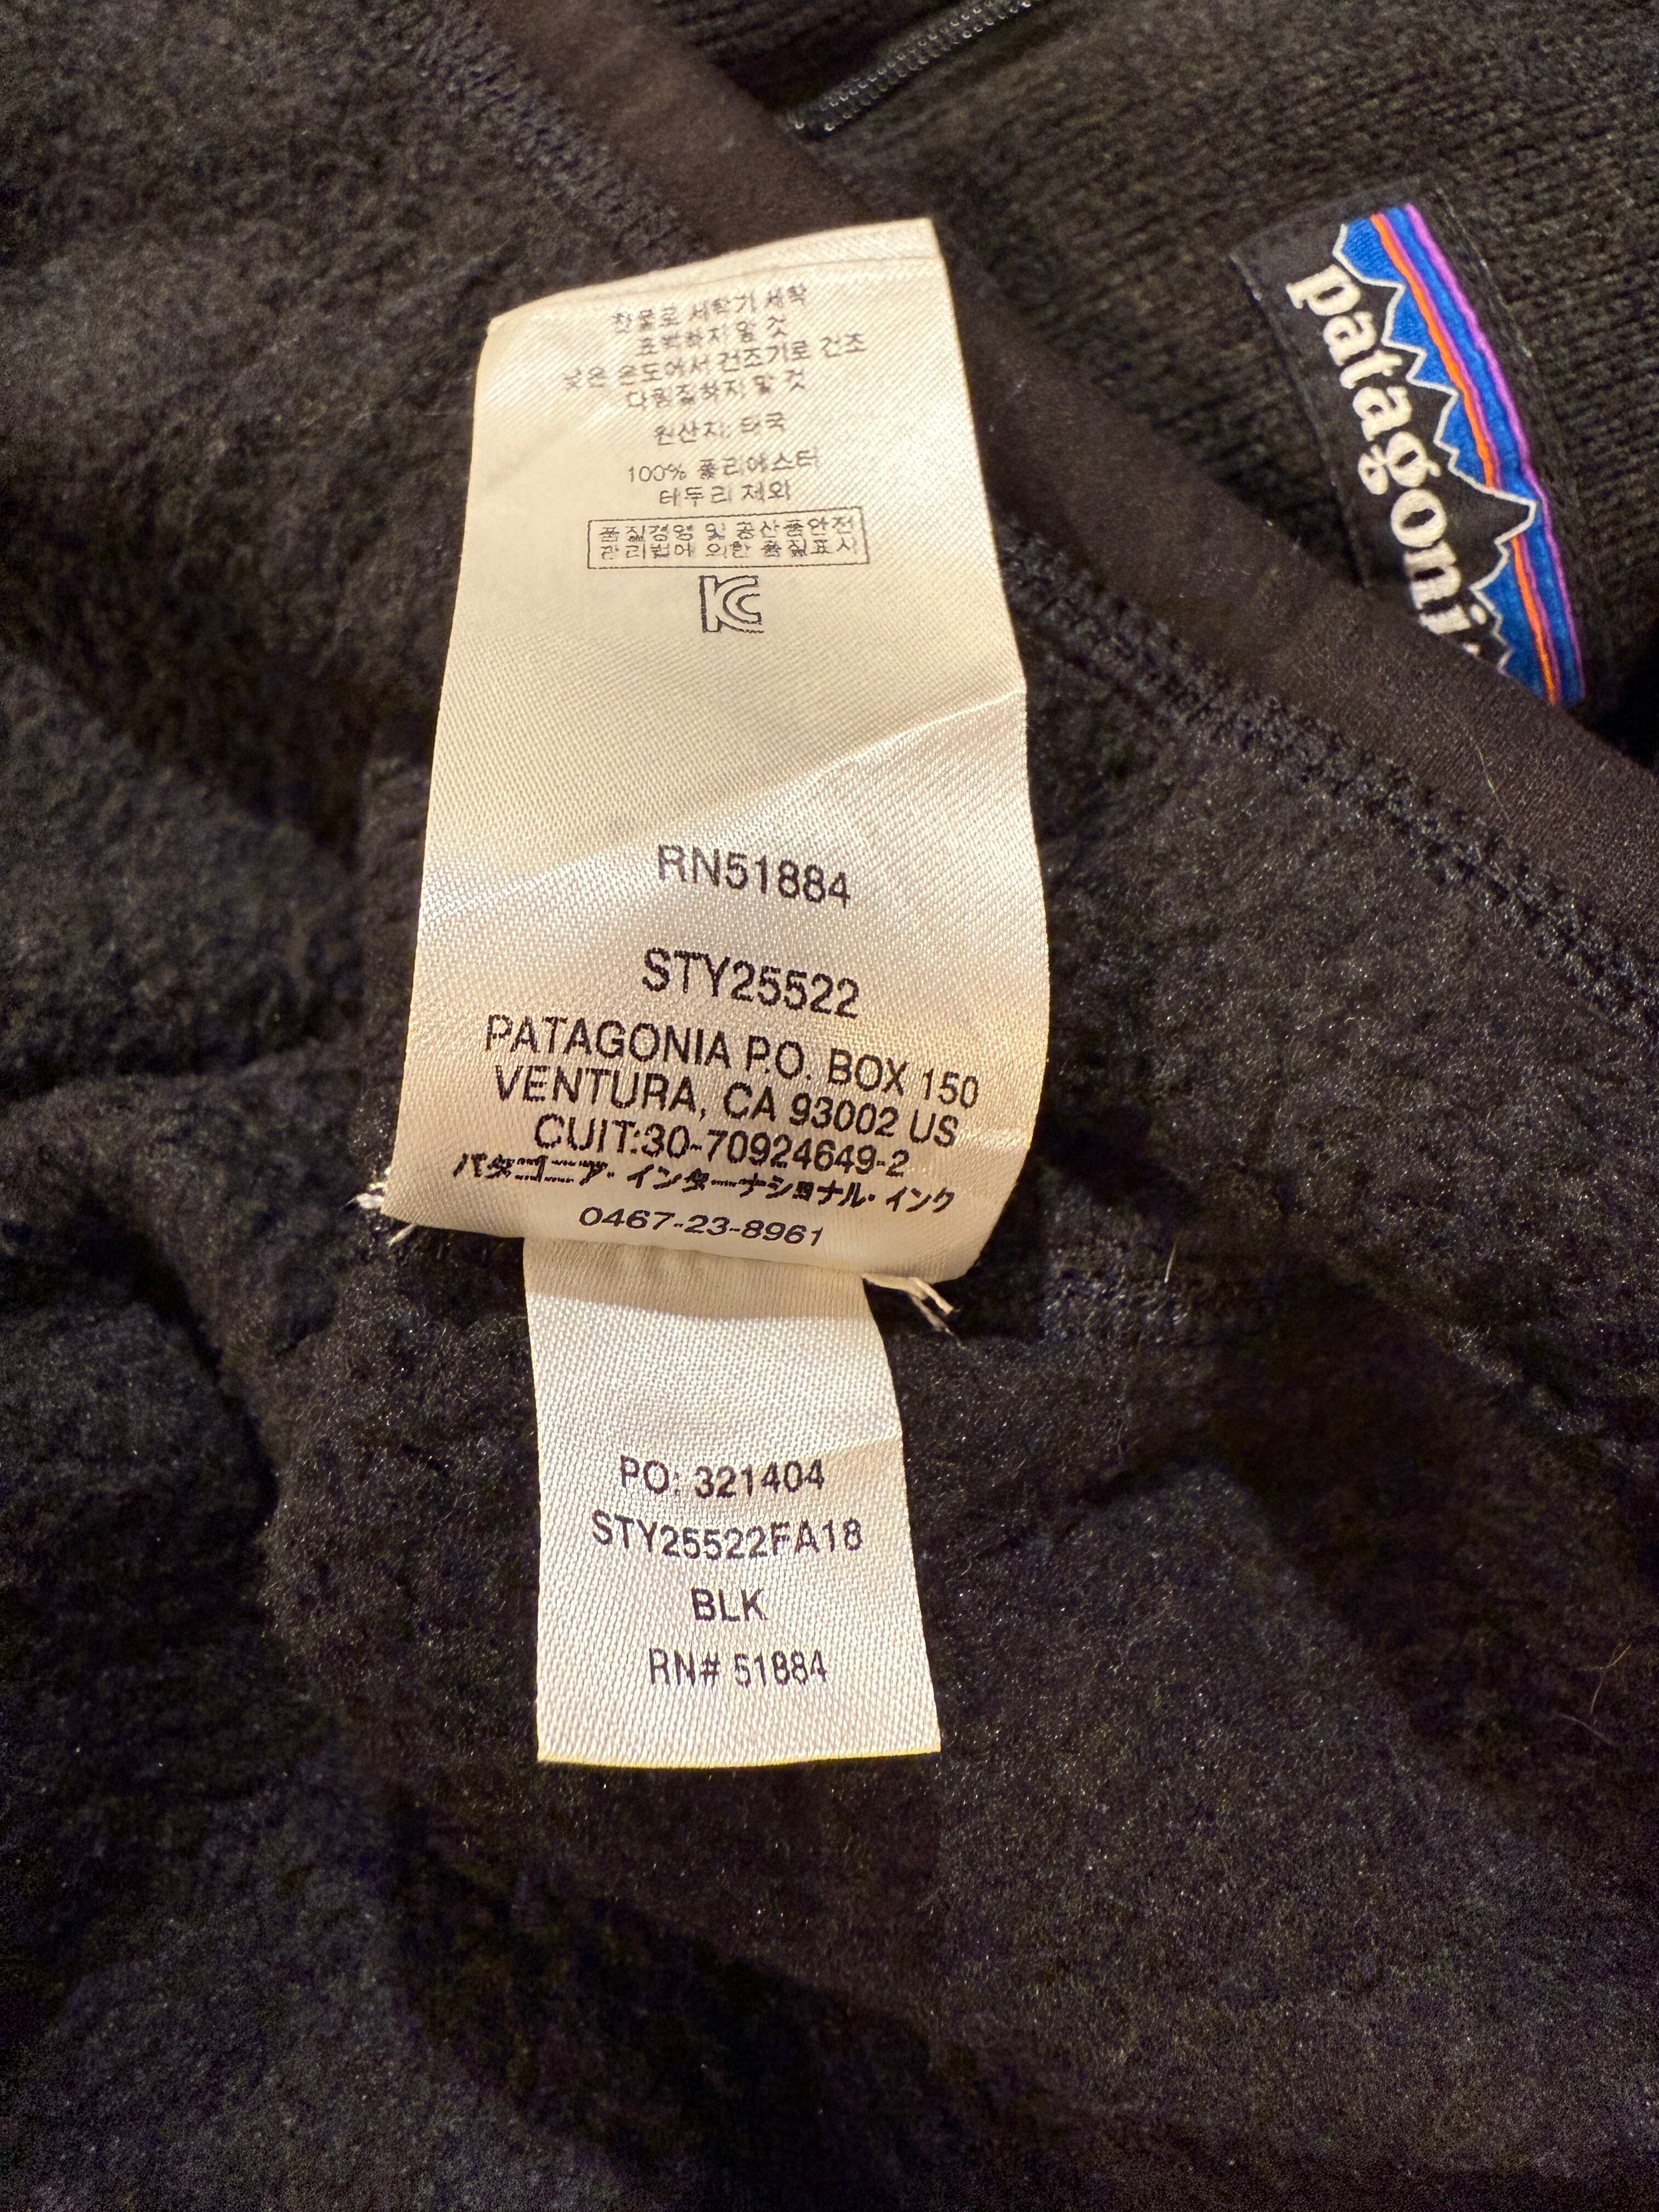 찬물로 세탁기 세탁
표백하지 말 것
낮은 온도에서 건조기로 건조
다림질하지 말 것
원산지: 태국
100% 폴리에스터
테두리 제외
품질경영 및 공산품안전
관리법에 의한 품질표시
KC
RN51884
STY25522
PATAGONIA P.O. BOX 150
VENTURA, CA 93002 US
CUIT:30-70924649-2
パタゴニア・インターナショナル・インク
0467-23-8961
PO: 321404
STY25522FA18
BLK
RN# 51884
patagoni